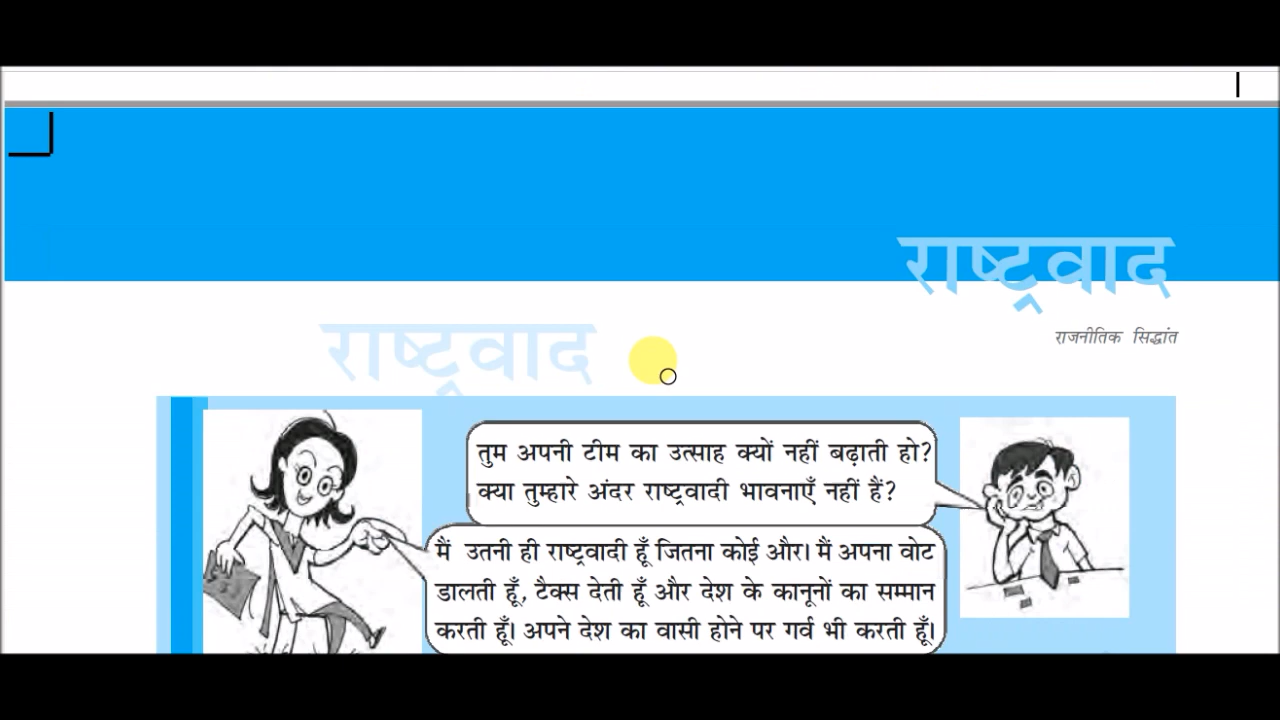 राष्ट्रवाद
राजनीतिक सिद्धांत
राष्ट्रवाद
तुम अपनी टीम का उत्साह क्यों नहीं बढ़ाती हो?
क्या तुम्हारे अंदर राष्ट्रवादी भावनाएँ नहीं हैं?
मैं उतनी ही राष्ट्रवादी हूँ जितना कोई और। मैं अपना वोट
डालती हूँ, टैक्स देती हूँ और देश के कानूनों का सम्मान
करती हूँ। अपने देश का वासी होने पर गर्व भी करती हूँ।